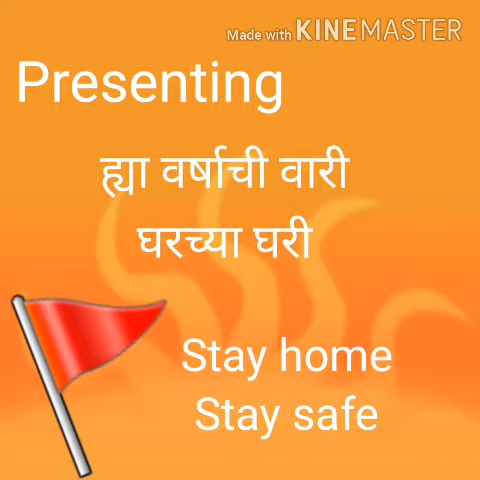 Made with KINEMASTER
Presenting
ह्या वर्षाची वारी
घरच्या घरी
Stay home
Stay safe